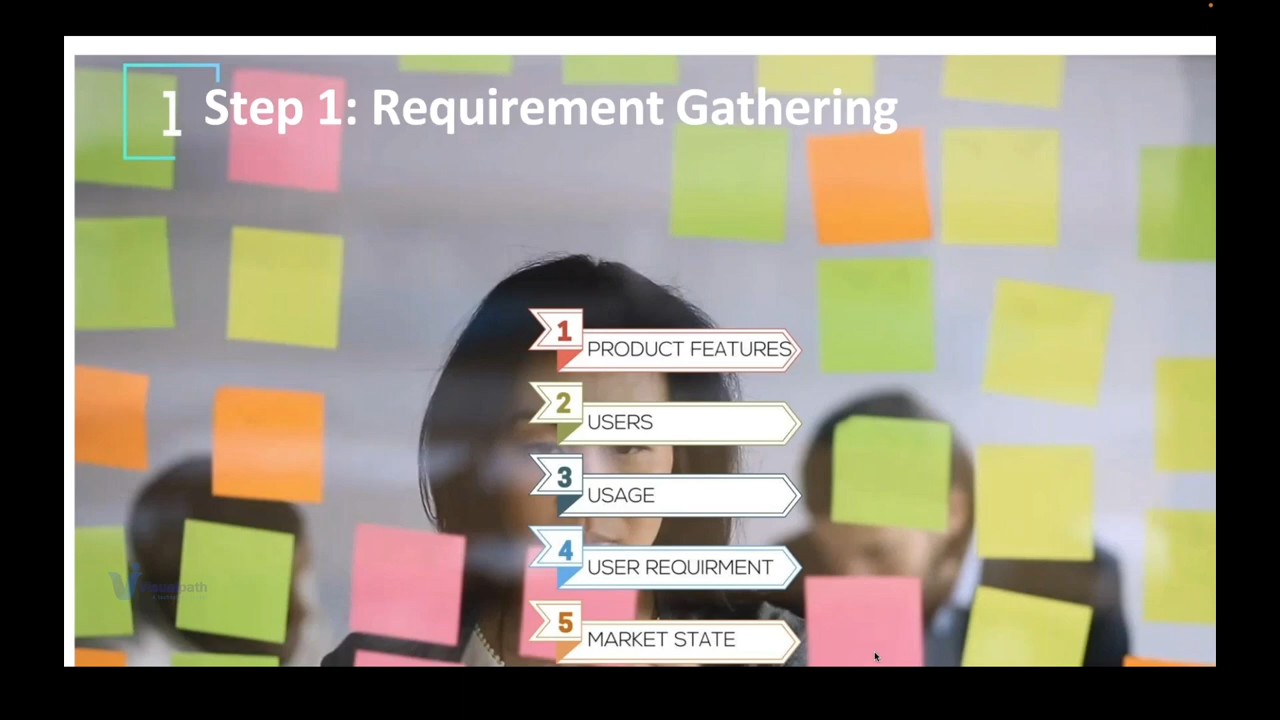 1 Step 1: Requirement Gathering
1 PRODUCT FEATURES
2 USERS
3 USAGE
4 USER REQUIRMENT
5 MARKET STATE